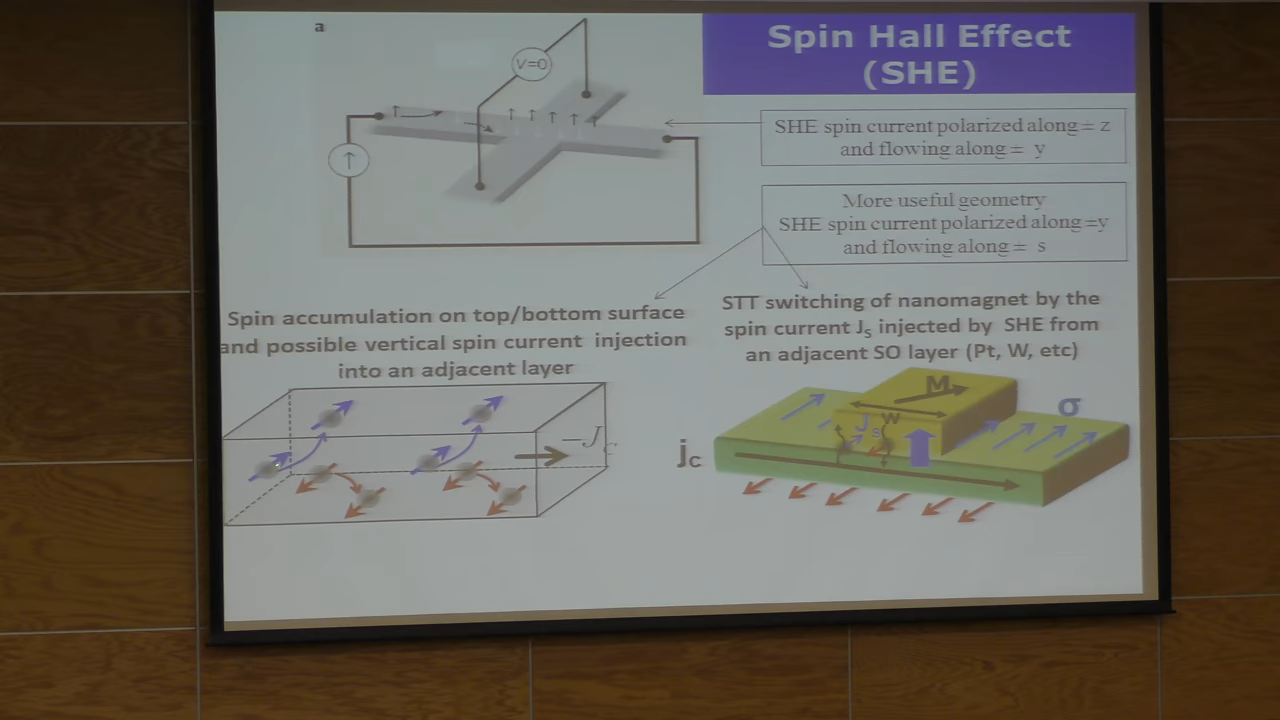 a
Spin Hall Effect
(SHE)
V=0
SHE spin current polarized along ± z
and flowing along ± y
More useful geometry
SHE spin current polarized along ±y
and flowing along ± s
Spin accumulation on top/bottom surface
and possible vertical spin current injection
into an adjacent layer
STT switching of nanomagnet by the
spin current Js injected by SHE from
an adjacent SO layer (Pt, W, etc)
M
σ
Js
W
jc